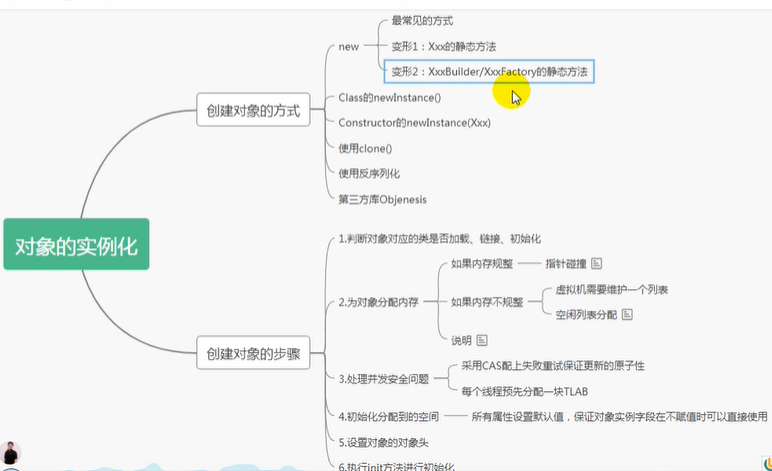 对象的实例化
创建对象的方式
new
最常见的方式
变形1：Xxx的静态方法
变形2：XxxBuilder/XxxFactory的静态方法
Class的newInstance()
Constructor的newInstance(Xxx)
使用clone()
使用反序列化
第三方库Objenesis
创建对象的步骤
1.判断对象对应的类是否加载、链接、初始化
2.为对象分配内存
如果内存规整
指针碰撞
如果内存不规整
虚拟机需要维护一个列表
空闲列表分配
说明
3.处理并发安全问题
采用CAS配上失败重试保证更新的原子性
每个线程预先分配一块TLAB
4.初始化分配到的空间
所有属性设置默认值，保证对象实例字段在不赋值时可以直接使用
5.设置对象的对象头
6.执行init方法进行初始化